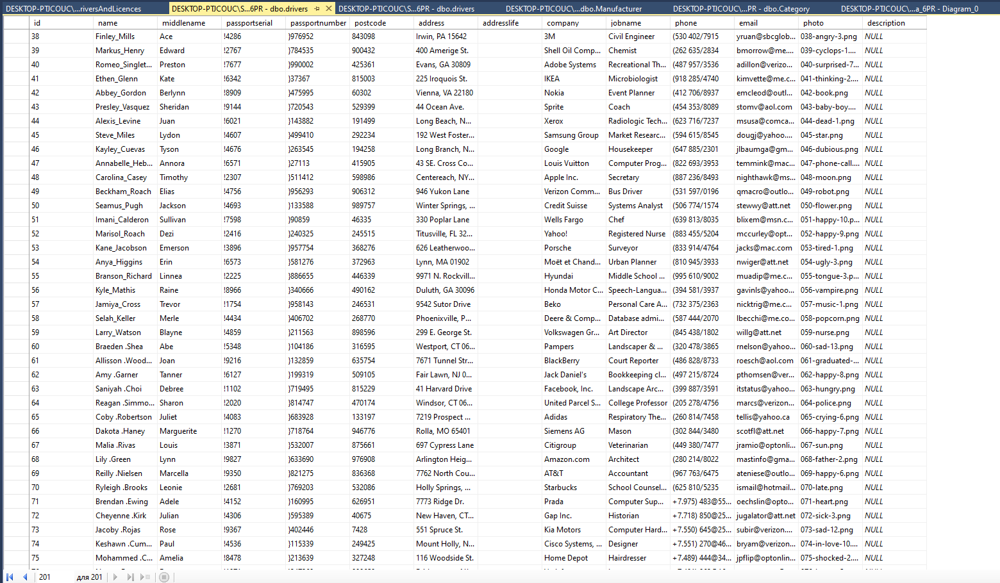 DESKTOP-PTJCOUC\...riversAndLicences DESKTOP-PTJCOUC\S...6PR - dbo.drivers DESKTOP-PTJCOUC\S...6PR - dbo.drivers DESKTOP-PTJCOUC\...dbo.Manufacturer DESKTOP-PTJCOUC\...PR - dbo.Category DESKTOP-PTJCOUC\...a_6PR - Diagram_0
id name middlename passportserial passportnumber postcode address addresslife company jobname phone email photo description
38 Finley_Mills Ace !4286 }976952 843098 Irwin, PA 15642 3M Civil Engineer (530 402/7915 yruan@sbcglob... 038-angry-3.png NULL
39 Markus_Henry Edward !2767 }784535 900432 400 Amerige St. Shell Oil Comp... Chemist (262 635/2834 bmorrow@me.... 039-cyclops-1.... NULL
40 Romeo_Singlet... Preston !7677 }990002 425361 Evans, GA 30809 Adobe Systems Recreational Th... (487 957/3536 adillon@verizo... 040-surprised-7... NULL
41 Ethen_Glenn Kate !6342 }37367 815003 225 Iroquois St. IKEA Microbiologist (918 285/4740 kimvette@me.c... 041-thinking-2.... NULL
42 Abbey_Gordon Berlynn !8909 }475995 60302 Vienna, VA 22180 Nokia Event Planner (412 706/8937 emcleod@outl... 042-book.png NULL
43 Presley_Vasquez Sheridan !9144 }720543 529399 44 Ocean Ave. Sprite Coach (454 353/8089 stomv@aol.com 043-baby-boy.... NULL
44 Alexis_Levine Juan !6021 }143882 191499 Long Beach, N... Xerox Radiologic Tech... (623 716/7237 msusa@comca... 044-dead-1.png NULL
45 Steve_Miles Lydon !4607 }499410 292234 192 West Foster... Samsung Group Market Researc... (594 615/8545 dougj@yahoo.... 045-star.png NULL
46 Kayley_Cuevas Tyson !4676 }263545 194258 Long Branch, N... Google Housekeeper (647 885/2301 jlbaumga@gm... 046-dubious.png NULL
47 Annabelle_Heb... Annora !6571 }27113 415905 43 SE. Cross Co... Louis Vuitton Computer Prog... (822 693/3953 temmink@mac... 047-phone-call.... NULL
48 Carolina_Casey Timothy !2307 }511412 598986 Centereach, NY... Apple Inc. Secretary (887 236/8493 nighthawk@ms... 048-moon.png NULL
49 Beckham_Roach Elias !4756 }956293 906312 946 Yukon Lane Verizon Comm... Bus Driver (531 597/0196 qmacro@outlo... 049-robot.png NULL
50 Seamus_Pugh Jackson !4693 }133588 989757 Winter Springs, ... Credit Suisse Systems Analyst (506 774/1574 stewwy@att.net 050-flower.png NULL
51 Imani_Calderon Sullivan !7598 }90859 46335 330 Poplar Lane Wells Fargo Chef (639 813/8035 blixem@msn.c... 051-happy-10.p... NULL
52 Marisol_Roach Dezi !2416 }240325 245515 Titusville, FL 32... Yahoo! Registered Nurse (883 455/5204 mccurley@opt... 052-happy-9.png NULL
53 Kane_Jacobson Emerson !3896 }957754 368276 626 Leatherwoo... Porsche Surveyor (833 914/4764 jacks@mac.com 053-tired-1.png NULL
54 Anya_Higgins Erin !6573 }581276 372963 Lynn, MA 01902 Moët et Chand... Urban Planner (810 945/3933 nwiger@att.net 054-ugly-3.png NULL
55 Branson_Richard Linnea !2225 }886655 446339 9971 N. Rockvill... Hyundai Middle School ... (995 610/9002 muadip@me.c... 055-tongue-3.p... NULL
56 Kyle_Mathis Raine !8966 }340666 490162 Duluth, GA 30096 Honda Motor C... Speech-Langua... (394 581/3937 gavinls@yahoo... 056-vampire.png NULL
57 Jamiya_Cross Trevor !1754 }958143 246531 9542 Sutor Drive Beko Personal Care A... (732 375/2363 nicktrig@me.c... 057-music-1.png NULL
58 Selah_Keller Merle !4434 }406702 268770 Phoenixville, P... Deere & Comp... Database admi... (587 444/2070 lbecchi@me.co... 058-popcorn.png NULL
59 Larry_Watson Blayne !4859 }211563 898596 299 E. George St. Volkswagen Gr... Art Director (845 438/1802 willg@att.net 059-nurse.png NULL
60 Braeden .Shea Abe !5348 }104186 316595 Westport, CT 06... Pampers Landscaper & ... (320 478/3865 rnelson@yahoo... 060-sad-13.png NULL
61 Allisson .Wood... Joan !9216 }132859 635754 7671 Tunnel Str... BlackBerry Court Reporter (486 828/8733 roesch@aol.com 061-graduated-... NULL
62 Amy .Garner Tanner !6127 }199319 509105 Fair Lawn, NJ 0... Jack Daniel's Bookkeeping cl... (497 215/8724 pthomsen@ver... 062-happy-8.png NULL
63 Saniyah .Choi Debree !1102 }719495 815229 41 Harvard Drive Facebook, Inc. Landscape Arc... (399 887/3591 itstatus@yahoo... 063-hungry.png NULL
64 Reagan .Simmo... Sharon !2020 }814747 470174 Windsor, CT 06... United Parcel S... College Professor (205 278/4756 marcs@verizon... 064-police.png NULL
65 Coby .Robertson Juliet !4083 }683928 133197 7219 Prospect ... Adidas Respiratory The... (260 814/7458 tellis@yahoo.ca 065-crying-6.png NULL
66 Dakota .Haney Marguerite !1270 }718764 946776 Rolla, MO 65401 Siemens AG Mason (302 844/3480 scotfl@att.net 066-happy-7.png NULL
67 Malia .Rivas Louis !3871 }532007 875661 697 Cypress Lane Citigroup Veterinarian (449 380/7477 jramio@optonli... 067-sun.png NULL
68 Lily .Green Lynn !9827 }633690 976908 Arlington Heig... Amazon.com Architect (280 214/8022 mastinfo@gma... 068-father-2.png NULL
69 Reilly .Nielsen Marcella !9350 }821275 836368 7762 North Cou... AT&T Accountant (967 763/6475 ateniese@outlo... 069-happy-6.png NULL
70 Ryleigh .Brooks Leonie !2681 }769203 532086 Holly Springs, ... Starbucks School Counsel... (625 810/5235 ismail@hotmail... 070-late.png NULL
71 Brendan .Ewing Adele !4152 }160995 626951 7773 Ridge Dr. Prada Computer Sup... +7.975) 483@55... oechslin@opto... 071-heart.png NULL
72 Cheyenne .Kirk Julian !4306 }595389 40675 New Haven, CT... Gap Inc. Historian +7.718) 850@25... jugalator@att.net 072-sick-3.png NULL
73 Jacoby .Rojas Rose !9367 }402446 7428 551 Spruce St. Kia Motors Computer Hard... +7.550) 645@25... subir@verizon.... 073-sad-12.png NULL
74 Keshawn .Cum... Paul !4536 }115339 249425 Mount Holly, N... Cisco Systems, ... Designer +7.551) 270@46... bryam@verizon... 074-in-love-10.... NULL
75 Mohammed .C... Amelia !8478 }213639 327248 116 Woodside St. Home Depot Hairdresser +7.489) 444@34... jpflip@optonlin... 075-shocked-2.... NULL
201 для 201